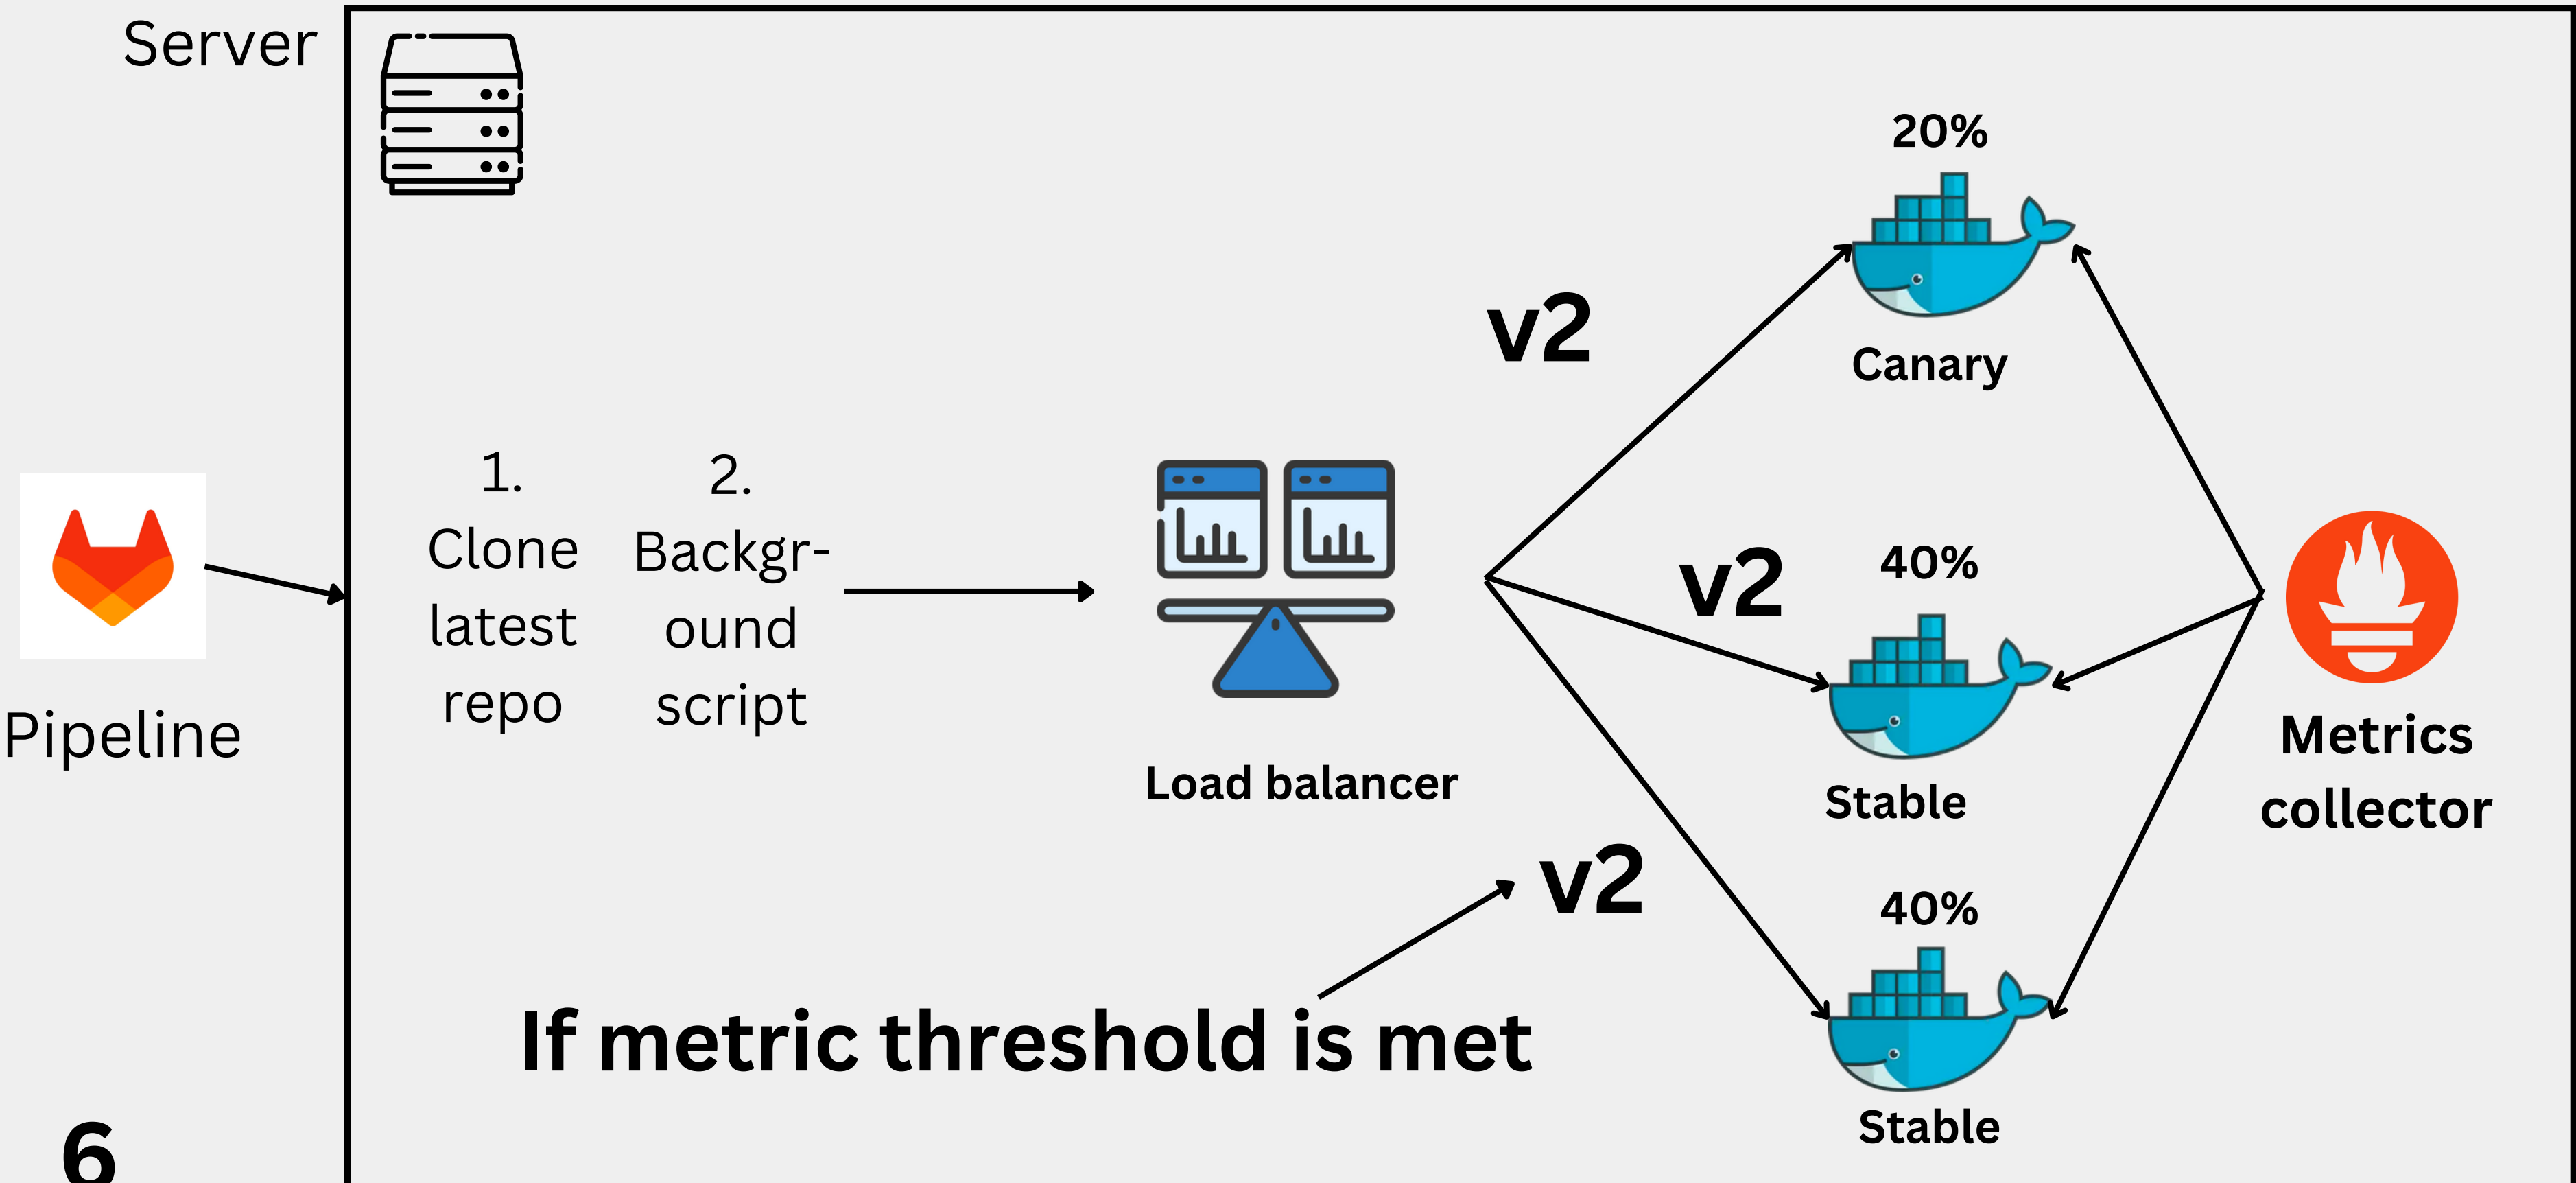 Server
20%
v2
Canary
1.
Clone
latest
repo
2.
Backgr-
ound
script
40%
v2
Pipeline
Load balancer
Stable
Metrics
collector
v2
40%
If metric threshold is met
Stable
6